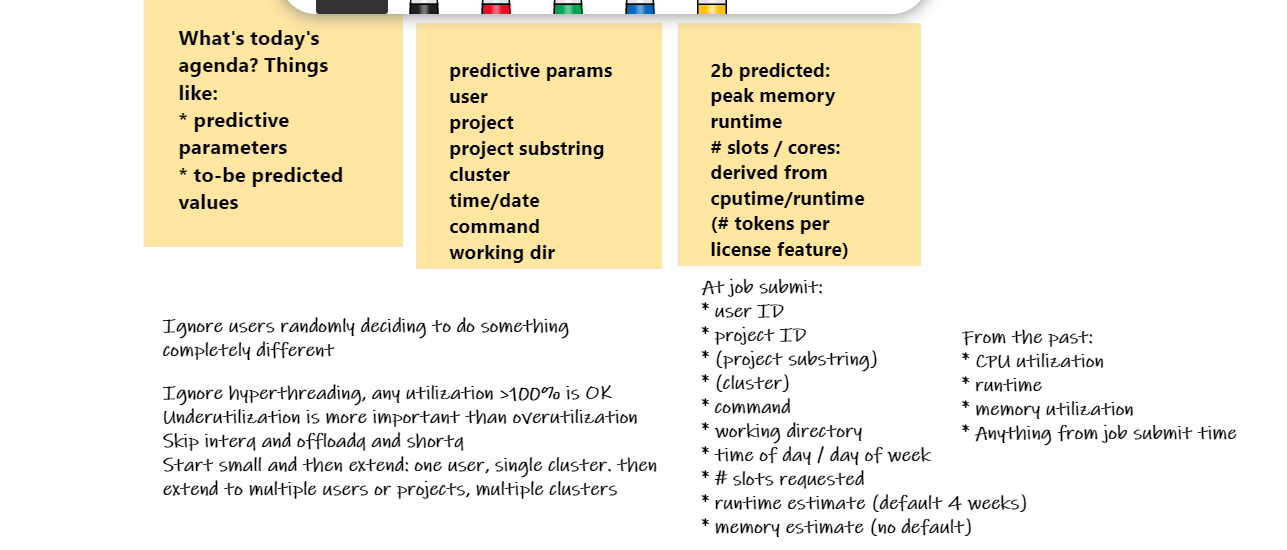 What's today's
agenda? Things
like:
* predictive
parameters
* to-be predicted
values
predictive params
user
project
project substring
cluster
time/date
command
working dir
2b predicted:
peak memory
runtime
# slots / cores:
derived from
cputime/runtime
(# tokens per
license feature)
Ignore users randomly deciding to do something
completely different
Ignore hyperthreading, any utilization >100% is OK
Underutilization is more important than overutilization
Skip interq and offloadq and shortq
Start small and then extend: one user, single cluster. then
extend to multiple users or projects, multiple clusters
At job submit:
* user ID
* project ID
* (project substring)
* (cluster)
* command
* working directory
* time of day / day of week
* # slots requested
* runtime estimate (default 4 weeks)
* memory estimate (no default)
From the past:
* CPU utilization
* runtime
* memory utilization
* Anything from job submit time